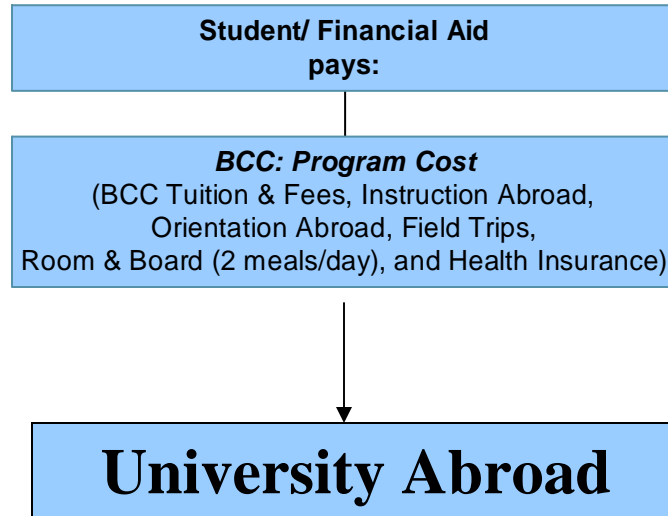 Student/ Financial Aid
pays:
BCC: Program Cost
(BCC Tuition & Fees, Instruction Abroad,
Orientation Abroad, Field Trips,
Room & Board (2 meals/day), and Health Insurance)
University Abroad